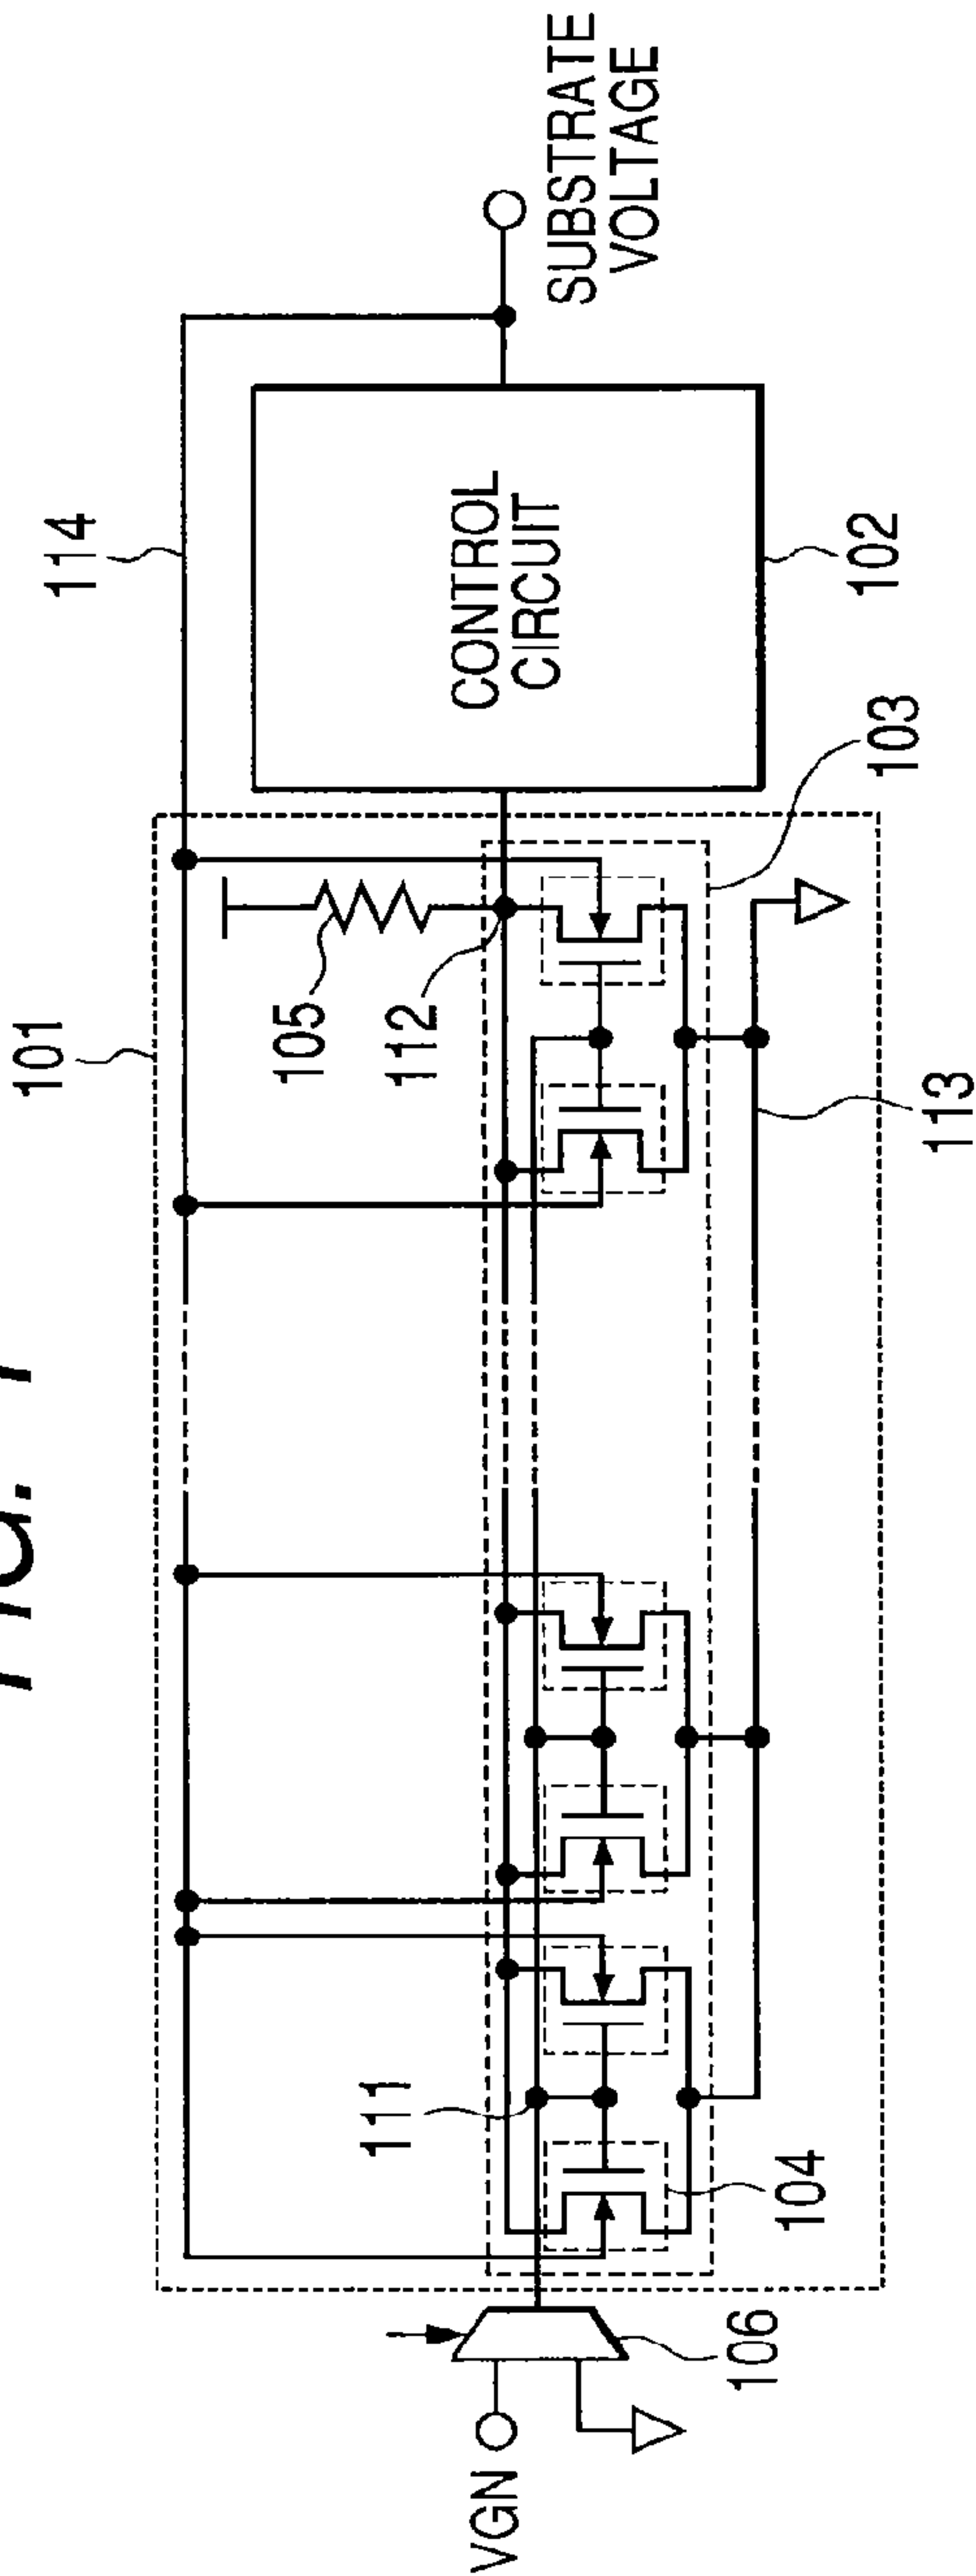 FIG. 1
101
114
105
112
111
CONTROL
CIRCUIT
SUBSTRATE
VOLTAGE
VGN
106
104
113
103
102